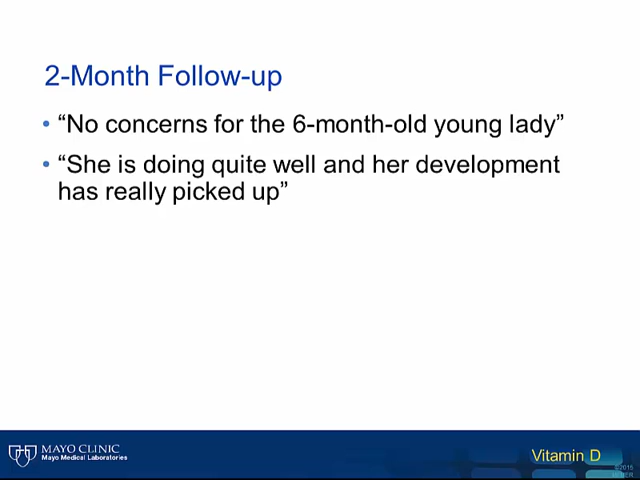 2-Month Follow-up
• “No concerns for the 6-month-old young lady”
• “She is doing quite well and her development
has really picked up”
MAYO CLINIC
Mayo Medical Laboratories
Vitamin D
©2015